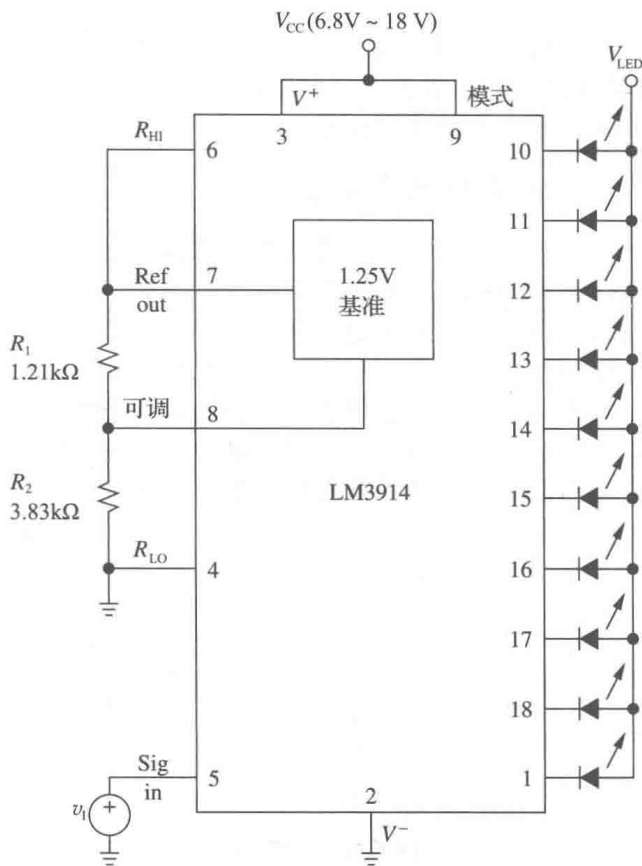 V_CC (6.8V ~ 18 V)
V_LED
V⁺
模式
R_HI
3
9
6
10
11
Ref
out
7
1.25V
基准
12
R₁
1.21kΩ
13
可调
8
14
R₂
3.83kΩ
LM3914
15
R_LO
4
16
17
18
Sig
in
5
2
1
v_I
+
V⁻